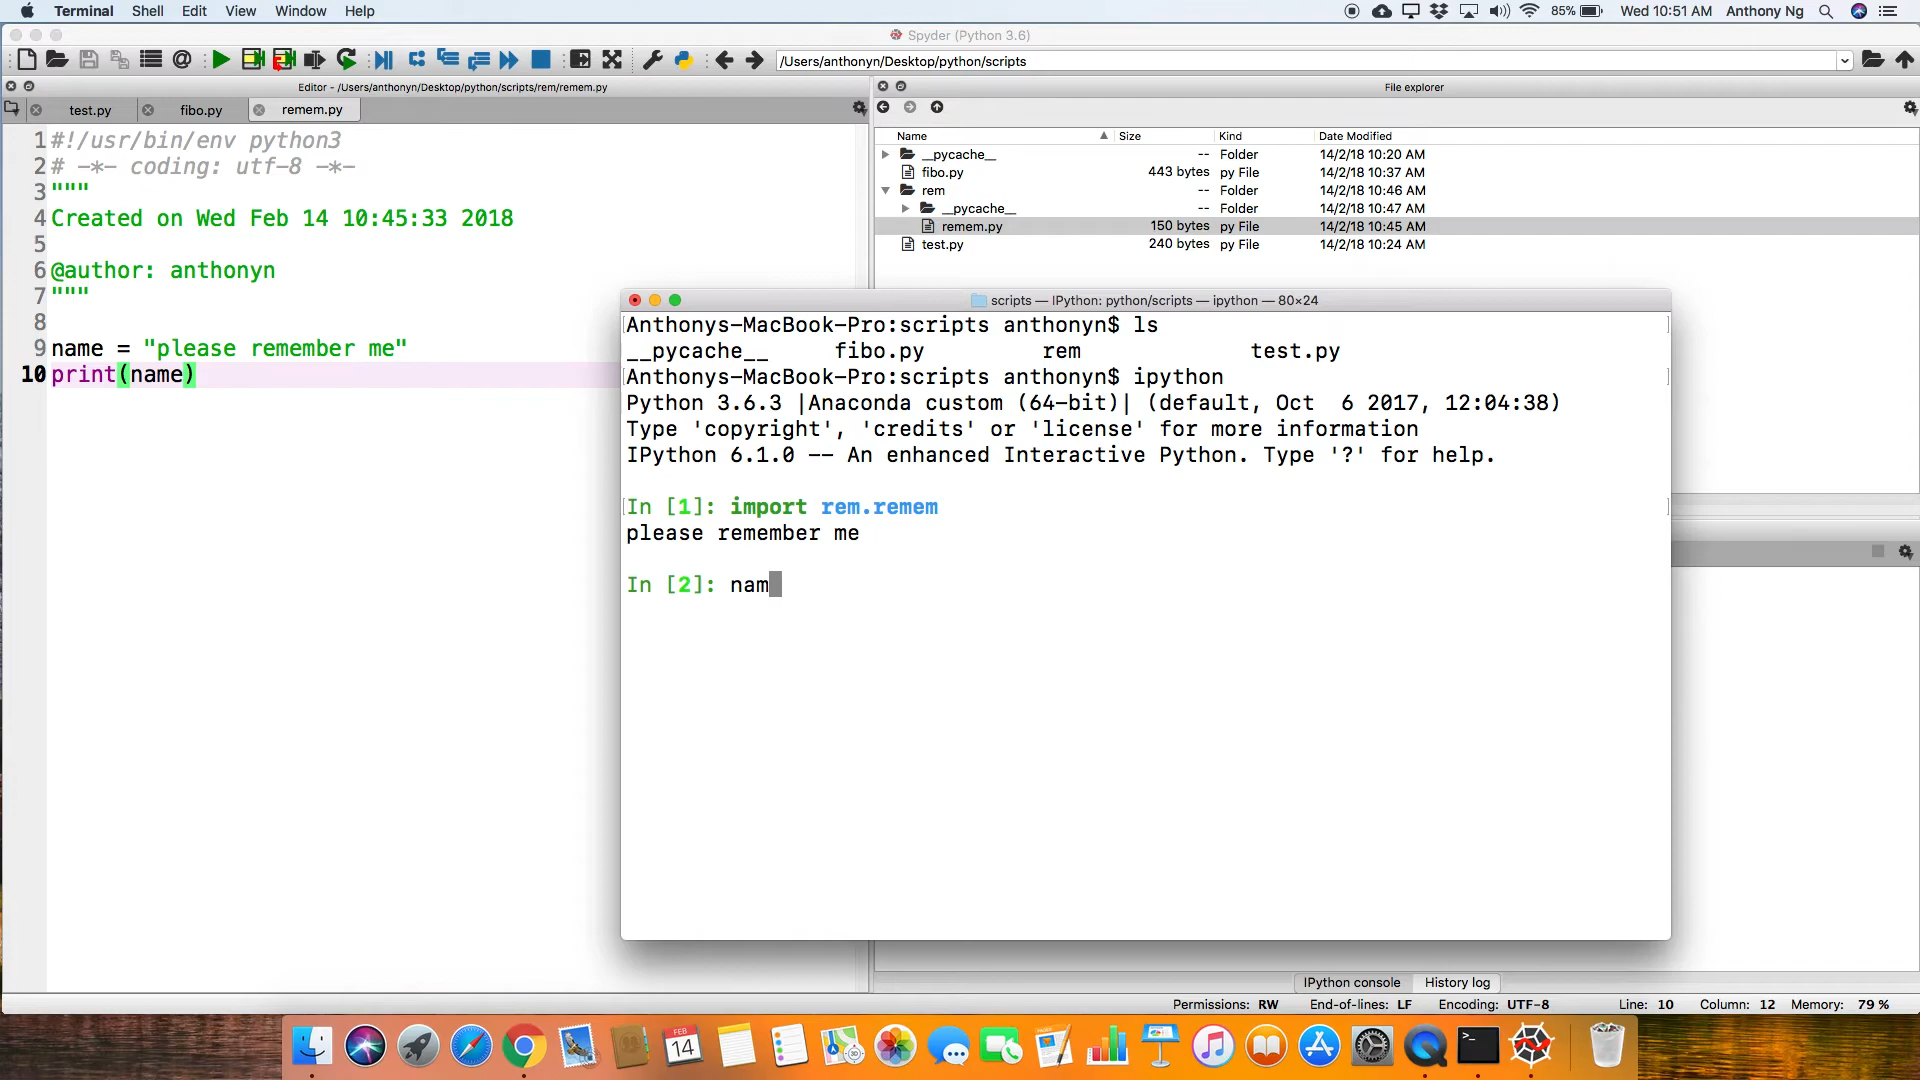 Terminal Shell Edit View Window Help
85% Wed 10:51 AM Anthony Ng
Spyder (Python 3.6)
/Users/anthonyn/Desktop/python/scripts
Editor - /Users/anthonyn/Desktop/python/scripts/rem/remem.py
test.py fibo.py remem.py
1 #!/usr/bin/env python3
2 # -*- coding: utf-8 -*-
3 """
4 Created on Wed Feb 14 10:45:33 2018
5
6 @author: anthonyn
7 """
8
9 name = "please remember me"
10 print(name)
File explorer
Name Size Kind Date Modified
__pycache__ -- Folder 14/2/18 10:20 AM
fibo.py 443 bytes py File 14/2/18 10:37 AM
rem -- Folder 14/2/18 10:46 AM
__pycache__ -- Folder 14/2/18 10:47 AM
remem.py 150 bytes py File 14/2/18 10:45 AM
test.py 240 bytes py File 14/2/18 10:24 AM
scripts — IPython: python/scripts — ipython — 80×24
Anthonys-MacBook-Pro:scripts anthonyn$ ls
__pycache__ fibo.py rem test.py
Anthonys-MacBook-Pro:scripts anthonyn$ ipython
Python 3.6.3 |Anaconda custom (64-bit)| (default, Oct  6 2017, 12:04:38)
Type 'copyright', 'credits' or 'license' for more information
IPython 6.1.0 -- An enhanced Interactive Python. Type '?' for help.
In [1]: import rem.remem
please remember me
In [2]: nam
IPython console History log
Permissions: RW End-of-lines: LF Encoding: UTF-8 Line: 10 Column: 12 Memory: 79 %
FEB
14